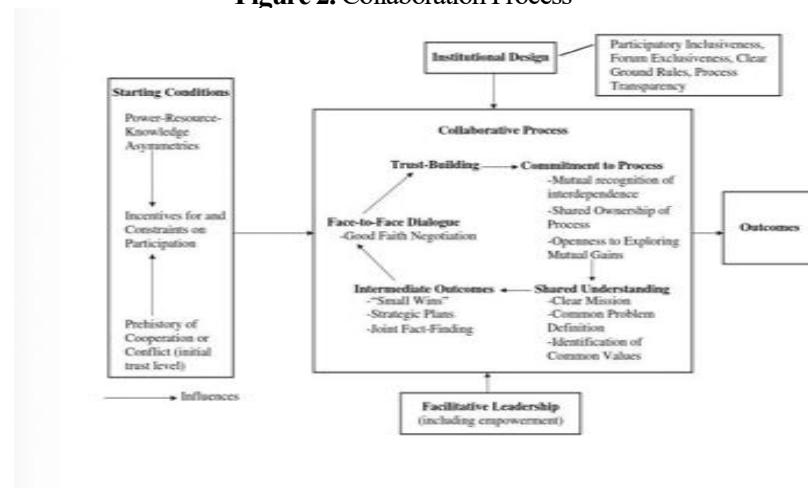 Figure 2. Collaboration Process
Institutional Design
Participatory Inclusiveness,
Forum Exclusiveness, Clear
Ground Rules, Process
Transparency
Starting Conditions
Power-Resource-
Knowledge
Asymmetries
Incentives for and
Constraints on
Participation
Prehistory of
Cooperation or
Conflict (initial
trust level)
Influences
Collaborative Process
Trust-Building
Commitment to Process
-Mutual recognition of
interdependence
-Shared Ownership of
Process
-Openness to Exploring
Mutual Gains
Face-to-Face Dialogue
-Good Faith Negotiation
Intermediate Outcomes
-"Small Wins"
-Strategic Plans
-Joint Fact-Finding
Shared Understanding
-Clear Mission
-Common Problem
Definition
-Identification of
Common Values
Outcomes
Facilitative Leadership
(including empowerment)